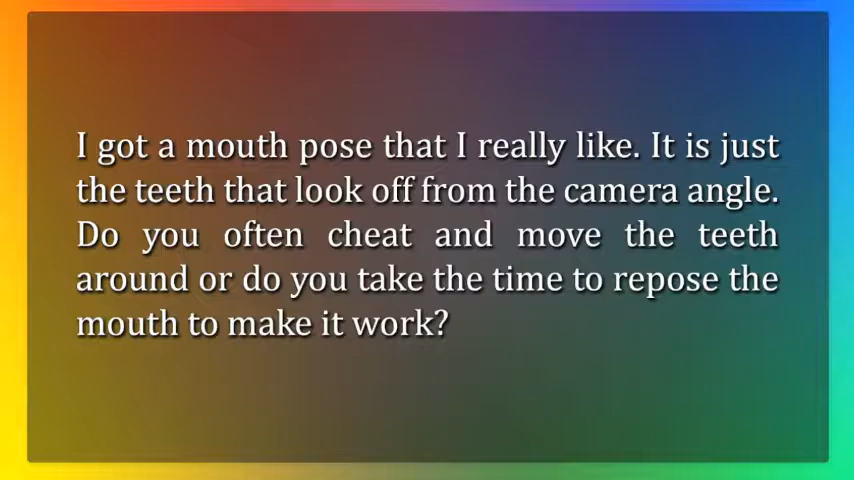 I got a mouth pose that I really like. It is just
the teeth that look off from the camera angle.
Do you often cheat and move the teeth
around or do you take the time to repose the
mouth to make it work?